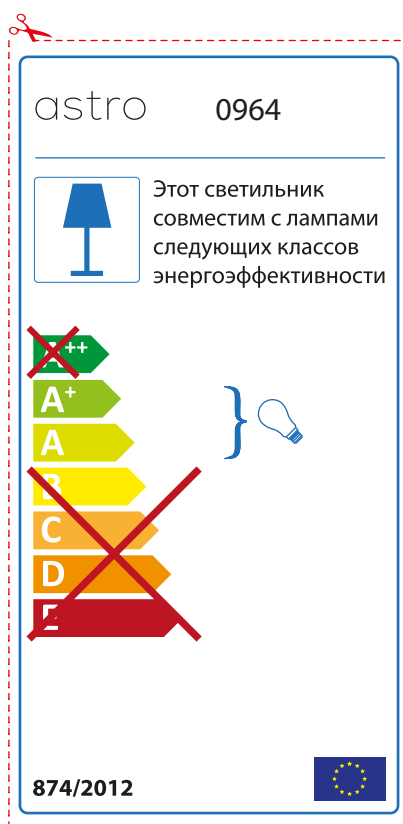 astro 0964
Этот светильник
совместим с лампами
следующих классов
энергоэффективности
A++
A+
A
B
C
D
E
874/2012